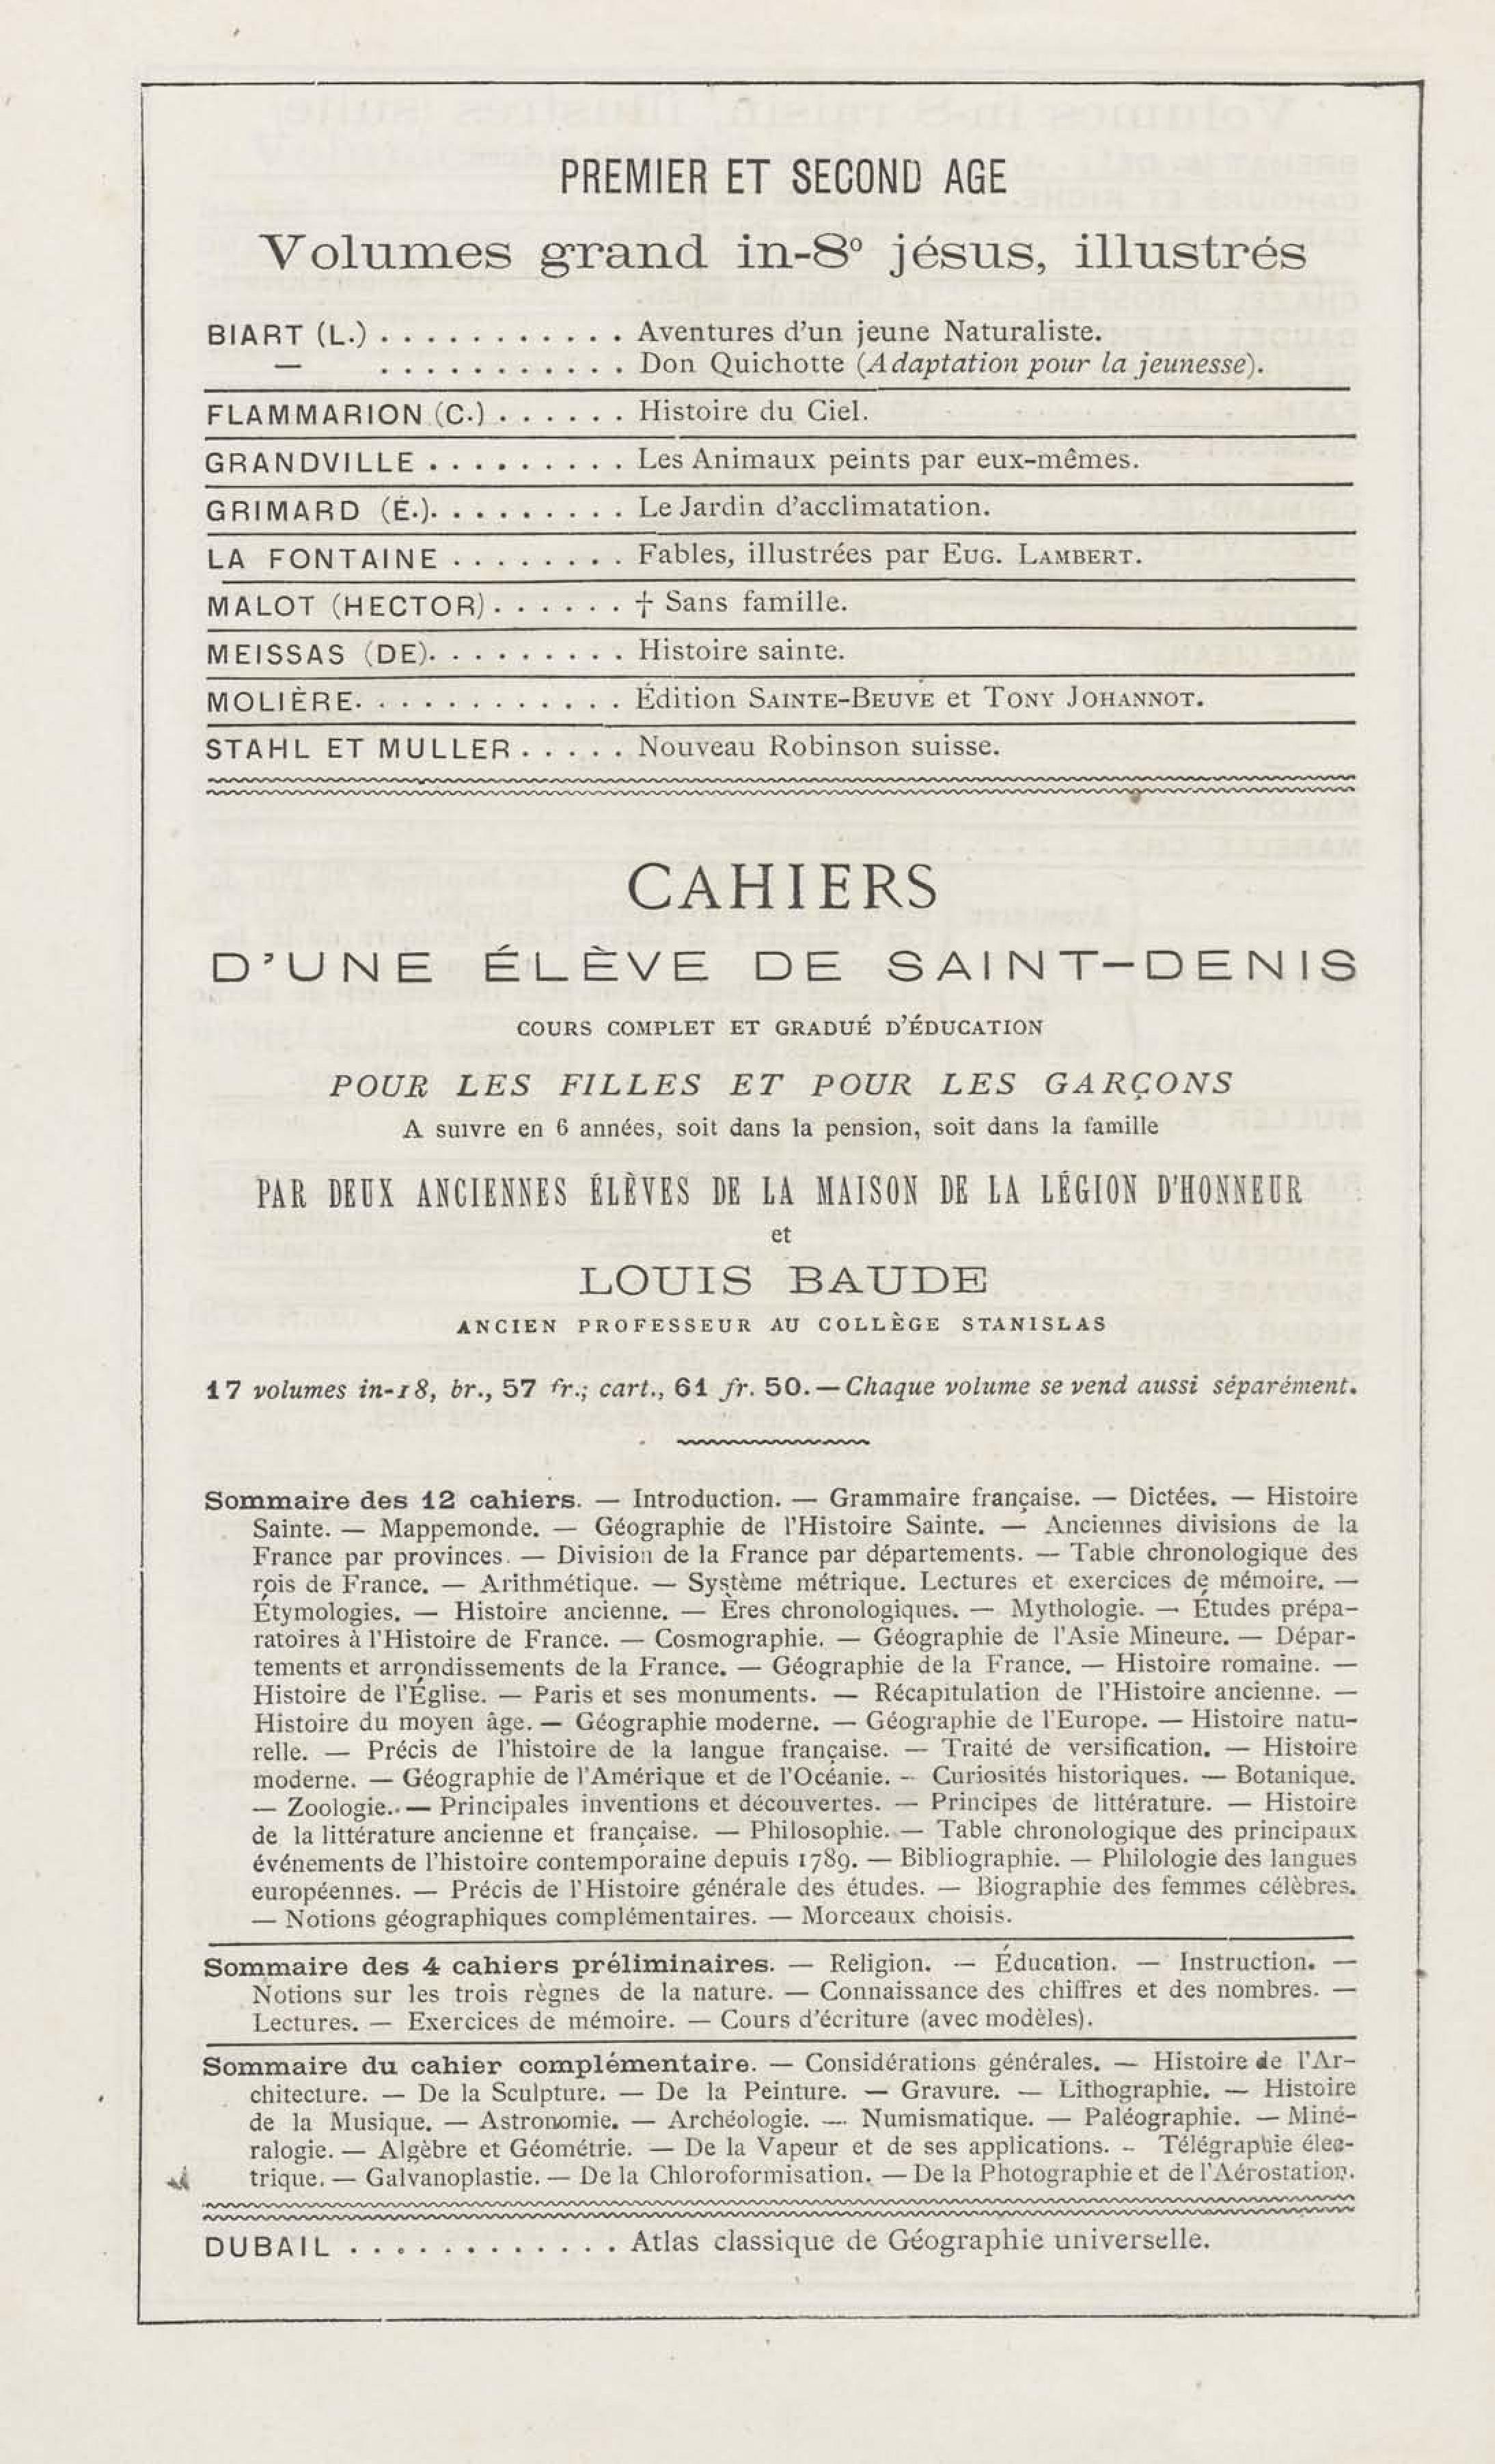 PREMIER ET SECOND AGE
Volumes grand in-8º jésus, illustrés
BIART (L.) . . . . . . . . . . . Aventures d'un jeune Naturaliste.
— . . . . . . . . . . . Don Quichotte (Adaptation pour la jeunesse).
FLAMMARION (C.) . . . . . . Histoire du Ciel.
GRANDVILLE . . . . . . . . . Les Animaux peints par eux-mêmes.
GRIMARD (É.). . . . . . . . . Le Jardin d'acclimatation.
LA FONTAINE . . . . . . . . Fables, illustrées par EUG. LAMBERT.
MALOT (HECTOR) . . . . . . † Sans famille.
MEISSAS (DE). . . . . . . . . Histoire sainte.
MOLIÈRE. . . . . . . . . . . . Édition SAINTE-BEUVE et TONY JOHANNOT.
STAHL ET MULLER . . . . . Nouveau Robinson suisse.
CAHIERS
D'UNE ÉLÈVE DE SAINT-DENIS
COURS COMPLET ET GRADUÉ D'ÉDUCATION
POUR LES FILLES ET POUR LES GARÇONS
A suivre en 6 années, soit dans la pension, soit dans la famille
PAR DEUX ANCIENNES ÉLÈVES DE LA MAISON DE LA LÉGION D'HONNEUR
et
LOUIS BAUDE
ANCIEN PROFESSEUR AU COLLÈGE STANISLAS
17 volumes in-18, br., 57 fr.; cart., 61 fr. 50. — Chaque volume se vend aussi séparément.
Sommaire des 12 cahiers. — Introduction. — Grammaire française. — Dictées. — Histoire
Sainte. — Mappemonde. — Géographie de l'Histoire Sainte. — Anciennes divisions de la
France par provinces. — Division de la France par départements. — Table chronologique des
rois de France. — Arithmétique. — Système métrique. Lectures et exercices de mémoire. —
Étymologies. — Histoire ancienne. — Ères chronologiques. — Mythologie. — Études prépa-
ratoires à l'Histoire de France. — Cosmographie. — Géographie de l'Asie Mineure. — Dépar-
tements et arrondissements de la France. — Géographie de la France. — Histoire romaine. —
Histoire de l'Église. — Paris et ses monuments. — Récapitulation de l'Histoire ancienne. —
Histoire du moyen âge. — Géographie moderne. — Géographie de l'Europe. — Histoire natu-
relle. — Précis de l'histoire de la langue française. — Traité de versification. — Histoire
moderne. — Géographie de l'Amérique et de l'Océanie. — Curiosités historiques. — Botanique.
— Zoologie. — Principales inventions et découvertes. — Principes de littérature. — Histoire
de la littérature ancienne et française. — Philosophie. — Table chronologique des principaux
événements de l'histoire contemporaine depuis 1789. — Bibliographie. — Philologie des langues
européennes. — Précis de l'Histoire générale des études. — Biographie des femmes célèbres.
— Notions géographiques complémentaires. — Morceaux choisis.
Sommaire des 4 cahiers préliminaires. — Religion. — Éducation. — Instruction. —
Notions sur les trois règnes de la nature. — Connaissance des chiffres et des nombres. —
Lectures. — Exercices de mémoire. — Cours d'écriture (avec modèles).
Sommaire du cahier complémentaire. — Considérations générales. — Histoire de l'Ar-
chitecture. — De la Sculpture. — De la Peinture. — Gravure. — Lithographie. — Histoire
de la Musique. — Astronomie. — Archéologie. — Numismatique. — Paléographie. — Miné-
ralogie. — Algèbre et Géométrie. — De la Vapeur et de ses applications. — Télégraphie élec-
trique. — Galvanoplastie. — De la Chloroformisation. — De la Photographie et de l'Aérostation.
DUBAIL . . . . . . . . . . . . Atlas classique de Géographie universelle.